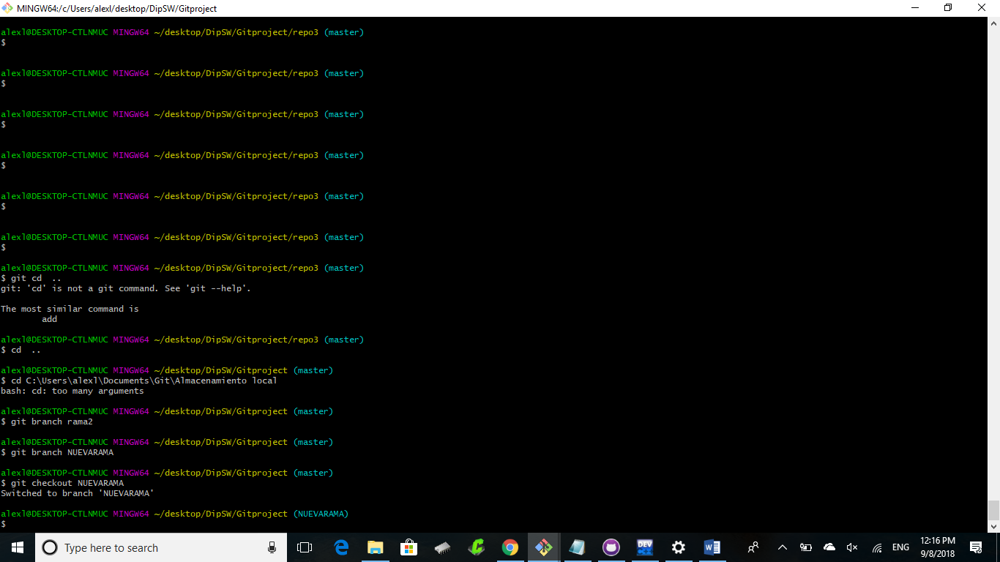 MINGW64:/c/Users/alexl/desktop/DipSW/Gitproject
alexl@DESKTOP-CTLNMUC MINGW64 ~/desktop/DipSW/Gitproject/repo3 (master)
$
alexl@DESKTOP-CTLNMUC MINGW64 ~/desktop/DipSW/Gitproject/repo3 (master)
$
alexl@DESKTOP-CTLNMUC MINGW64 ~/desktop/DipSW/Gitproject/repo3 (master)
$
alexl@DESKTOP-CTLNMUC MINGW64 ~/desktop/DipSW/Gitproject/repo3 (master)
$
alexl@DESKTOP-CTLNMUC MINGW64 ~/desktop/DipSW/Gitproject/repo3 (master)
$
alexl@DESKTOP-CTLNMUC MINGW64 ~/desktop/DipSW/Gitproject/repo3 (master)
$
alexl@DESKTOP-CTLNMUC MINGW64 ~/desktop/DipSW/Gitproject/repo3 (master)
$ git cd  ..
git: 'cd' is not a git command. See 'git --help'.
The most similar command is
add
alexl@DESKTOP-CTLNMUC MINGW64 ~/desktop/DipSW/Gitproject/repo3 (master)
$ cd  ..
alexl@DESKTOP-CTLNMUC MINGW64 ~/desktop/DipSW/Gitproject (master)
$ cd C:\Users\alexl\Documents\Git\Almacenamiento local
bash: cd: too many arguments
alexl@DESKTOP-CTLNMUC MINGW64 ~/desktop/DipSW/Gitproject (master)
$ git branch rama2
alexl@DESKTOP-CTLNMUC MINGW64 ~/desktop/DipSW/Gitproject (master)
$ git branch NUEVARAMA
alexl@DESKTOP-CTLNMUC MINGW64 ~/desktop/DipSW/Gitproject (master)
$ git checkout NUEVARAMA
Switched to branch 'NUEVARAMA'
alexl@DESKTOP-CTLNMUC MINGW64 ~/desktop/DipSW/Gitproject (NUEVARAMA)
$
Type here to search
DEV
ENG
12:16 PM
9/8/2018